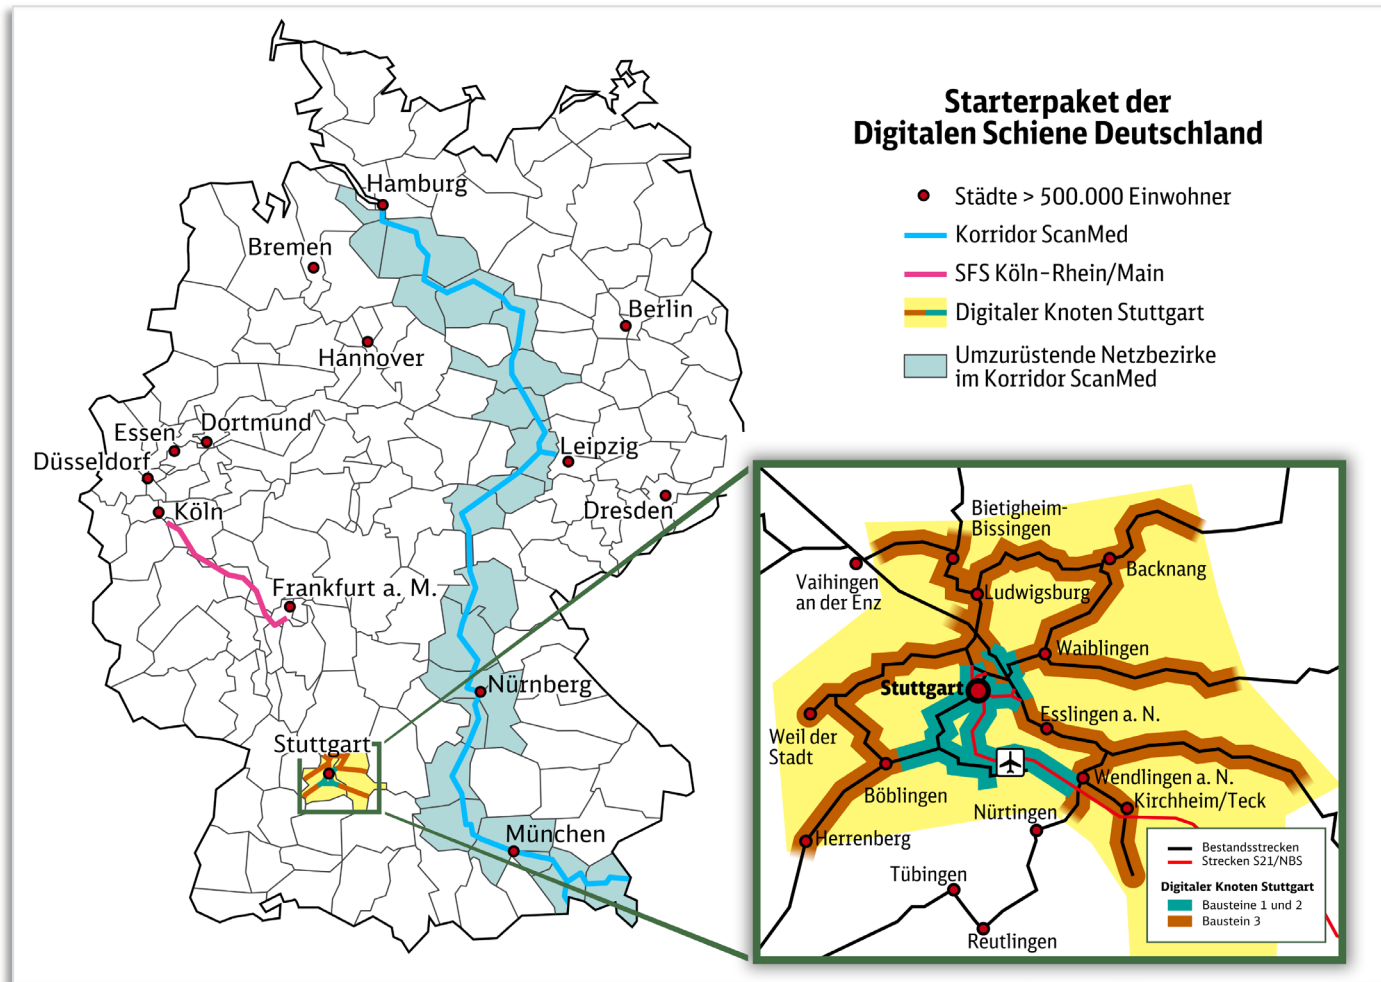 Starterpaket der
Digitalen Schiene Deutschland
Städte > 500.000 Einwohner
Korridor ScanMed
SFS Köln–Rhein/Main
Digitaler Knoten Stuttgart
Umzurüstende Netzbezirke
im Korridor ScanMed
Hamburg
Bremen
Berlin
Hannover
Dortmund
Essen
Düsseldorf
Leipzig
Köln
Dresden
Frankfurt a. M.
Nürnberg
Stuttgart
München
Bietigheim-
Bissingen
Vaihingen
an der Enz
Backnang
Ludwigsburg
Waiblingen
Stuttgart
Esslingen a. N.
Weil der
Stadt
Wendlingen a. N.
Böblingen
Kirchheim/Teck
Nürtingen
Herrenberg
Tübingen
Reutlingen
Bestandsstrecken
Strecken S21/NBS
Digitaler Knoten Stuttgart
Bausteine 1 und 2
Baustein 3